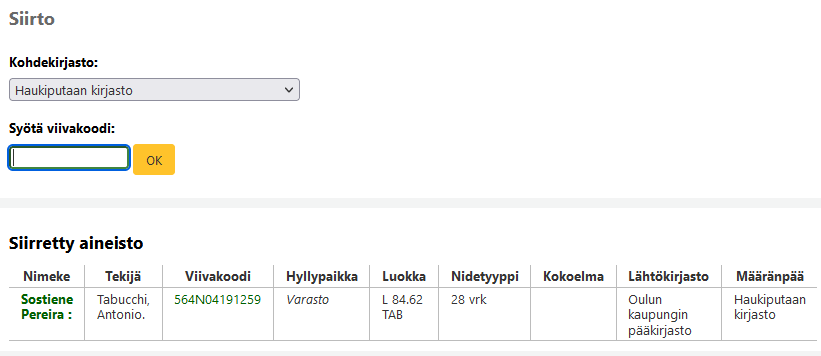 Siirto
Kohdekirjasto:
Haukiputaan kirjasto
Syötä viivakoodi:
OK
Siirretty aineisto
Nimeke Tekijä Viivakoodi Hyllypaikka Luokka Nidetyyppi Kokoelma Lähtökirjasto Määränpää
Sostiene Tabucchi, 564N04191259 Varasto L 84.62 28 vrk Oulun Haukiputaan
Pereira : Antonio. TAB kaupungin kirjasto
pääkirjasto